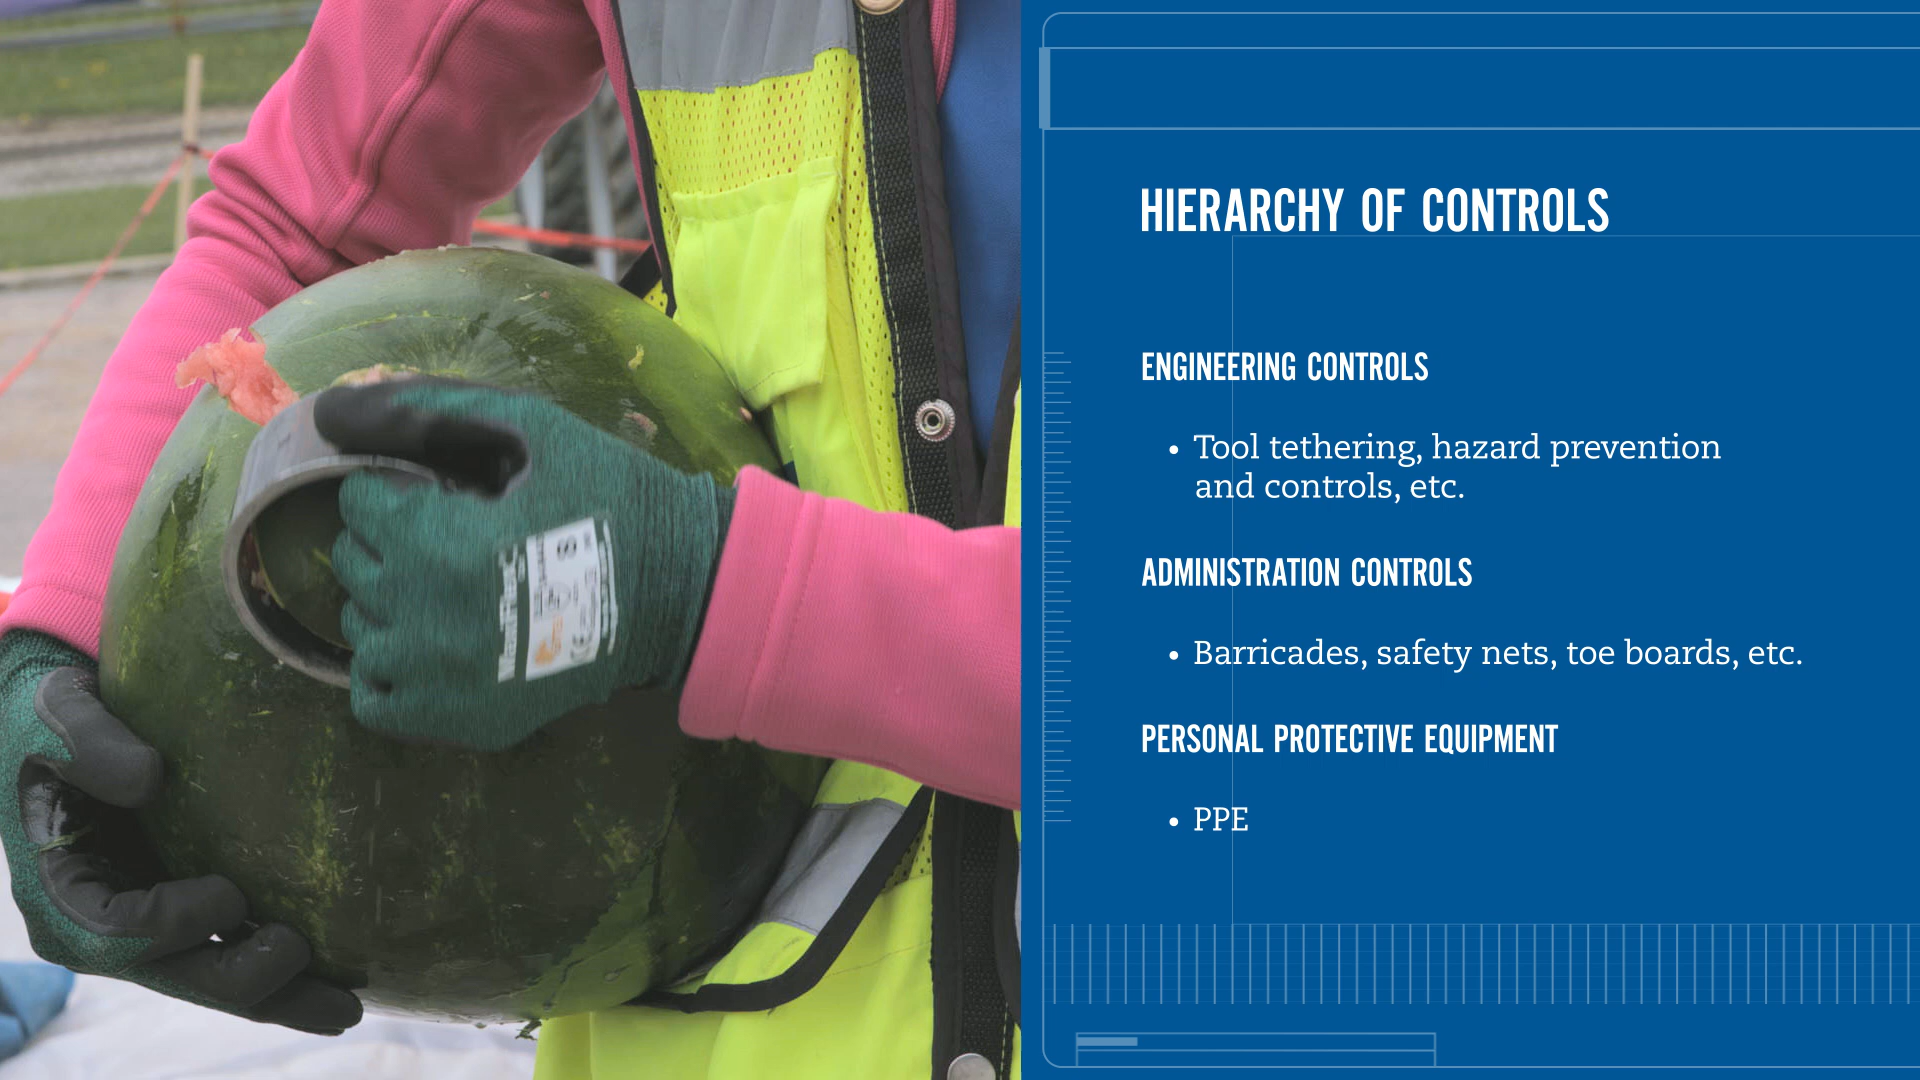 HIERARCHY OF CONTROLS
ENGINEERING CONTROLS
• Tool tethering, hazard prevention
and controls, etc.
ADMINISTRATION CONTROLS
• Barricades, safety nets, toe boards, etc.
PERSONAL PROTECTIVE EQUIPMENT
• PPE